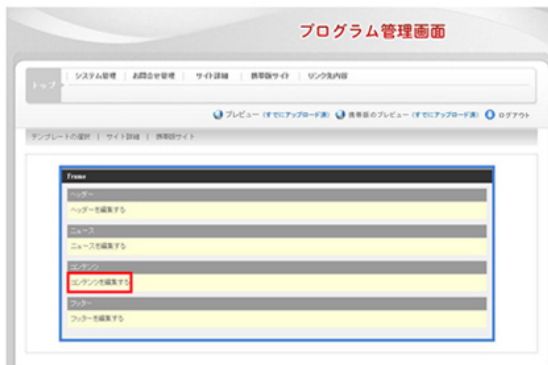 プログラム管理画面
トップ
システム管理 | お問合せ管理 | サイト詳細 | 携帯版サイト | リンク先内容
プレビュー (すでにアップロード済) 携帯版のプレビュー (すでにアップロード済) ログアウト
テンプレートの選択 | サイト詳細 | 携帯版サイト
Frame
ヘッダー
ヘッダーを編集する
ニュース
ニュースを編集する
コンテンツ
コンテンツを編集する
フッター
フッターを編集する